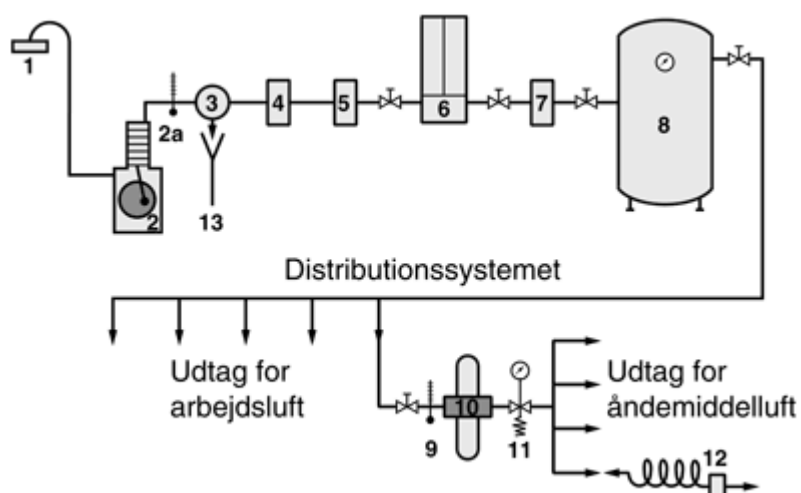 1
2
2a
3
13
4
5
6
7
8
Distributionssystemet
Udtag for
arbejdsluft
9
10
11
Udtag for
åndemiddelluft
12